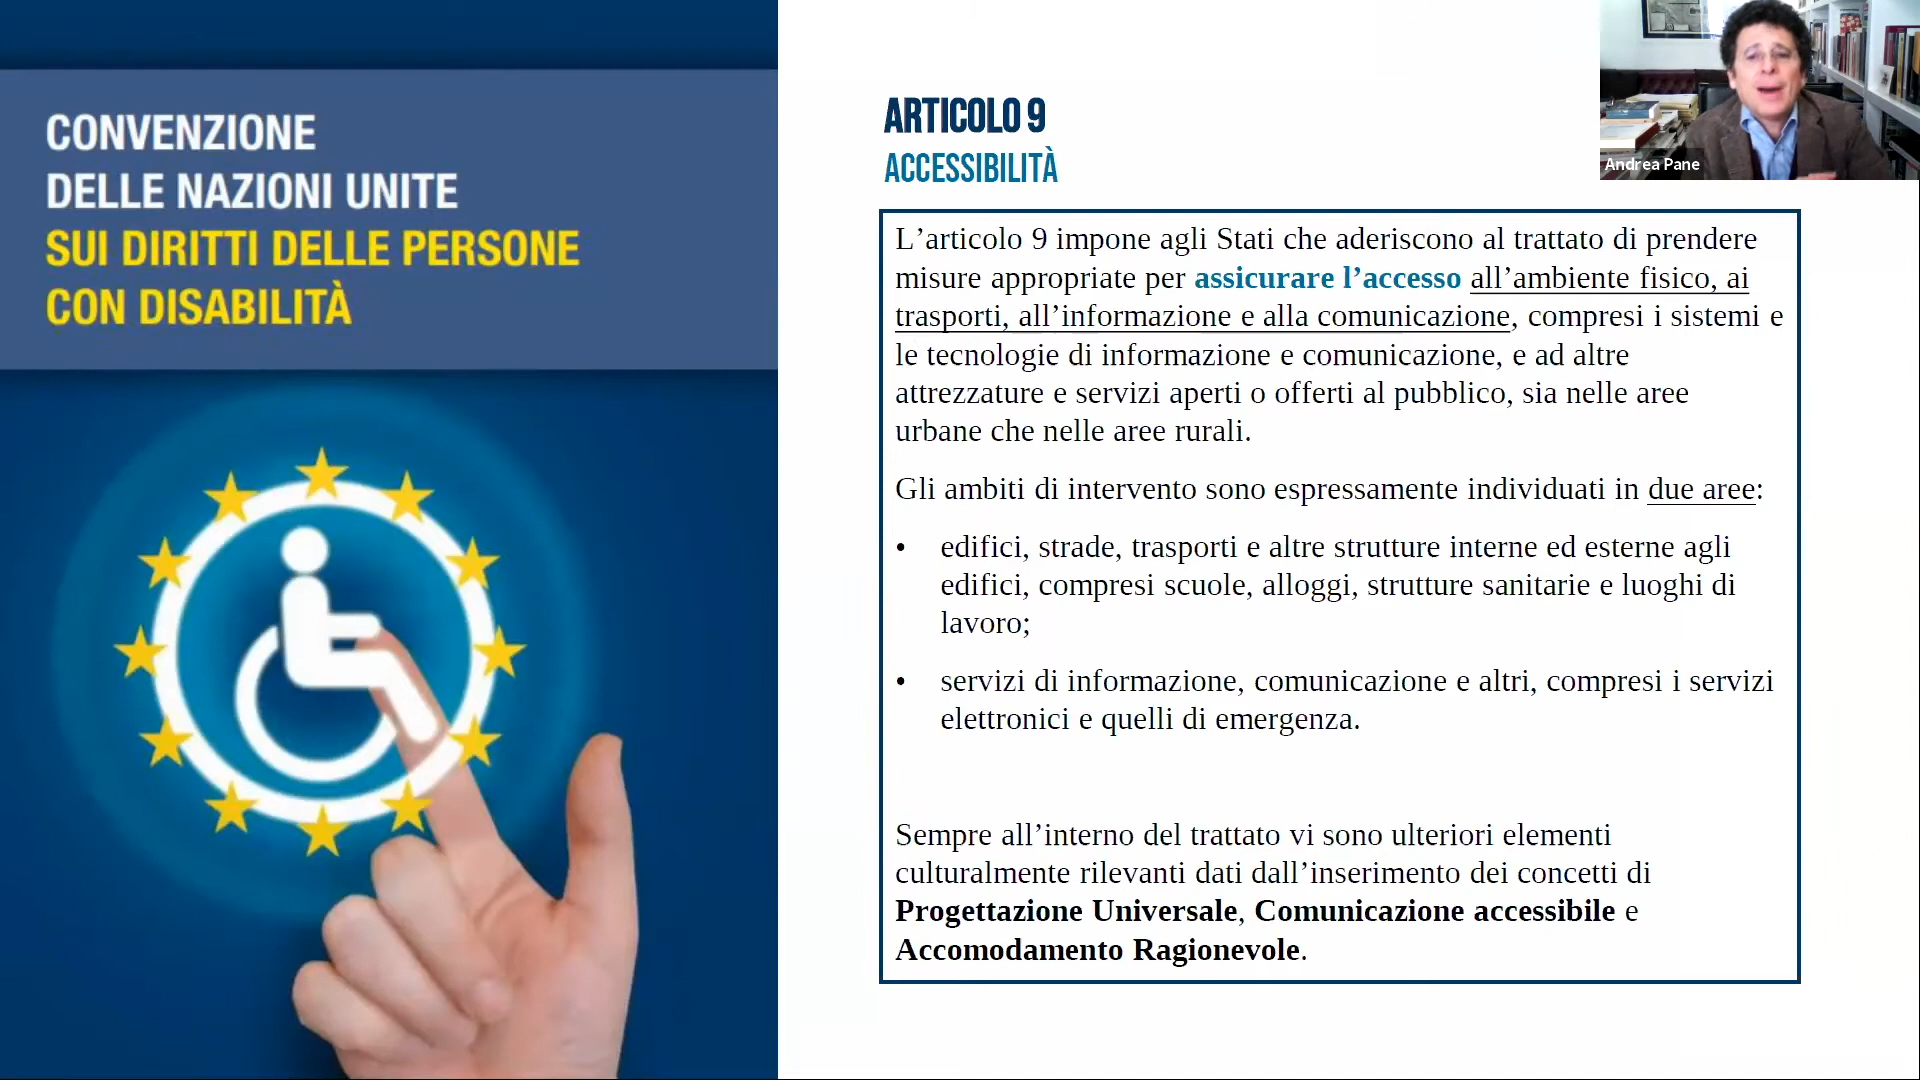 CONVENZIONE
DELLE NAZIONI UNITE
SUI DIRITTI DELLE PERSONE
CON DISABILITÀ
ARTICOLO 9
ACCESSIBILITÀ
L’articolo 9 impone agli Stati che aderiscono al trattato di prendere
misure appropriate per assicurare l’accesso all’ambiente fisico, ai
trasporti, all’informazione e alla comunicazione, compresi i sistemi e
le tecnologie di informazione e comunicazione, e ad altre
attrezzature e servizi aperti o offerti al pubblico, sia nelle aree
urbane che nelle aree rurali.
Gli ambiti di intervento sono espressamente individuati in due aree:
• edifici, strade, trasporti e altre strutture interne ed esterne agli
edifici, compresi scuole, alloggi, strutture sanitarie e luoghi di
lavoro;
• servizi di informazione, comunicazione e altri, compresi i servizi
elettronici e quelli di emergenza.
Sempre all’interno del trattato vi sono ulteriori elementi
culturalmente rilevanti dati dall’inserimento dei concetti di
Progettazione Universale, Comunicazione accessibile e
Accomodamento Ragionevole.
Andrea Pane